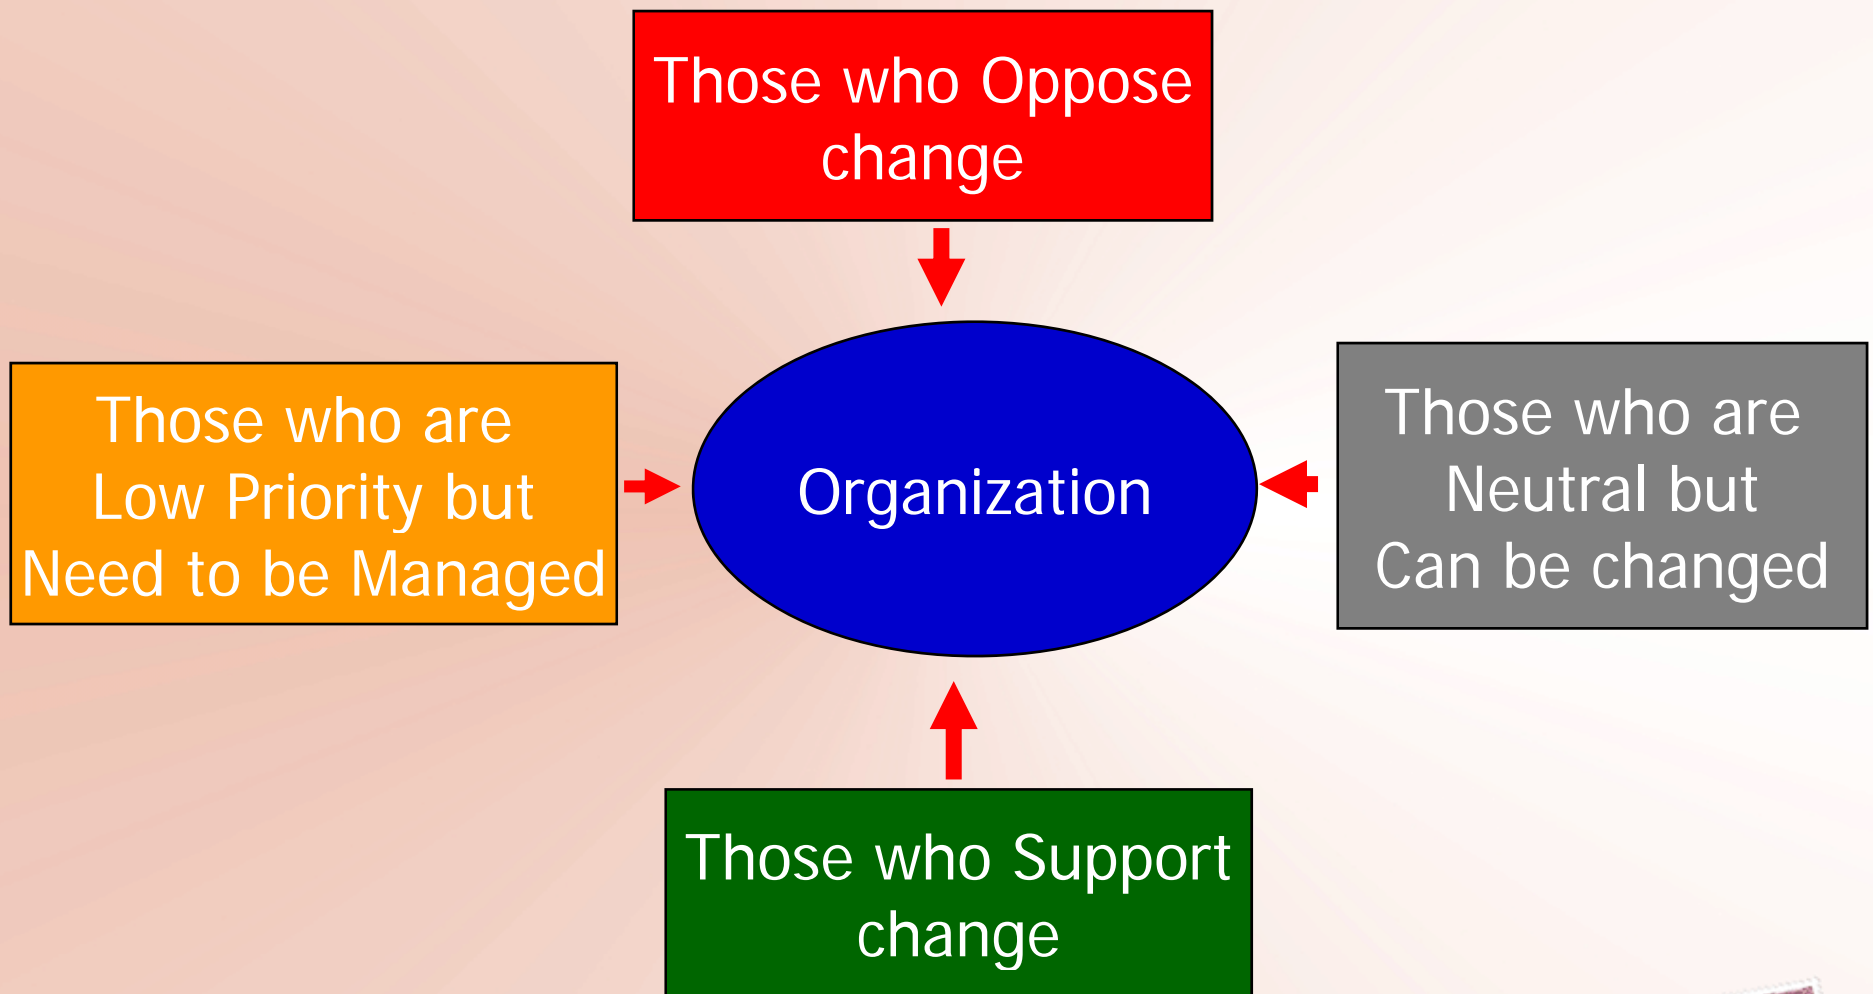 Those who Oppose
change
Those who are
Low Priority but
Need to be Managed
Organization
Those who are
Neutral but
Can be changed
Those who Support
change